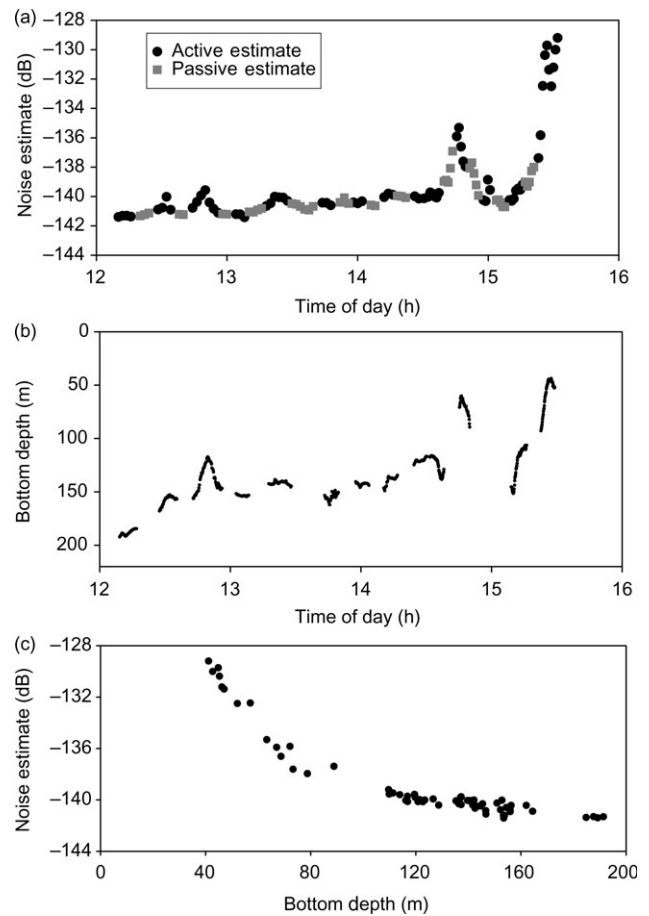 (a)
−128
−130
−132
−134
−136
−138
−140
−142
−144
Noise estimate (dB)
Active estimate
Passive estimate
12 13 14 15 16
Time of day (h)
(b)
0
50
100
150
200
Bottom depth (m)
12 13 14 15 16
Time of day (h)
(c)
−128
−132
−136
−140
−144
Noise estimate (dB)
0 40 80 120 160 200
Bottom depth (m)